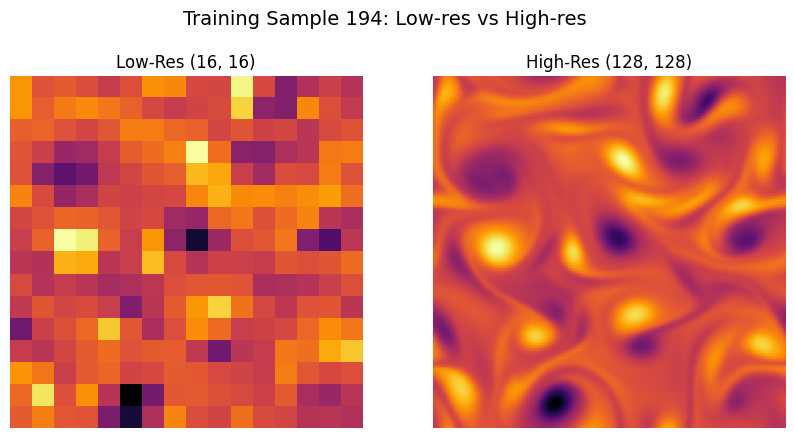 Training Sample 194: Low-res vs High-res
Low-Res (16, 16)
High-Res (128, 128)